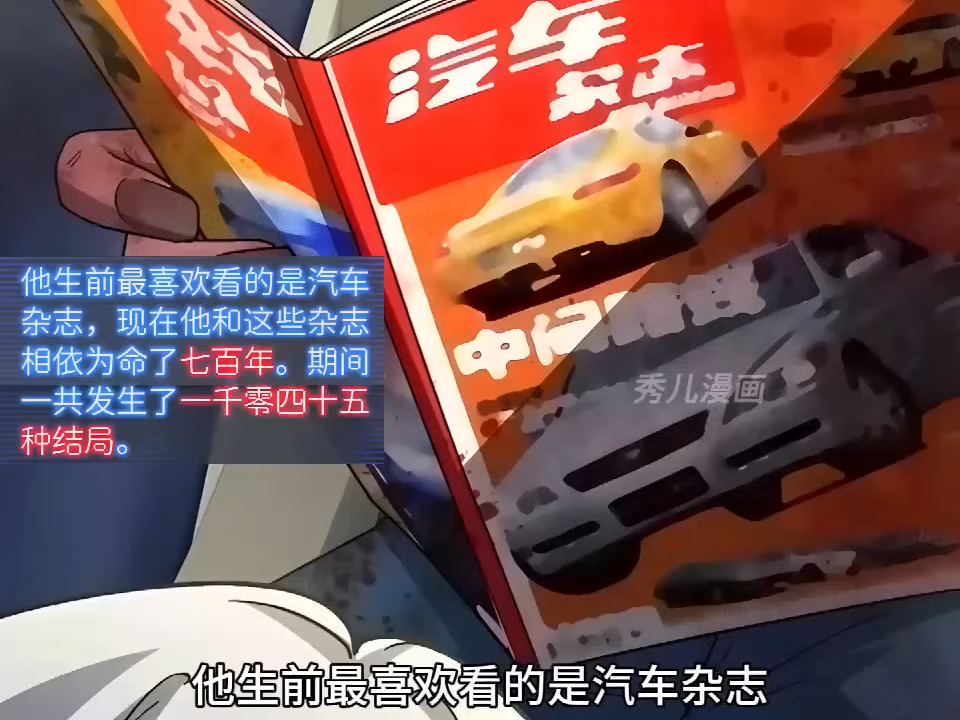 汽车
杂志
他生前最喜欢看的是汽车
杂志，现在他和这些杂志
相依为命了七百年。期间
一共发生了一千零四十五
种结局。
秀儿漫画
他生前最喜欢看的是汽车杂志